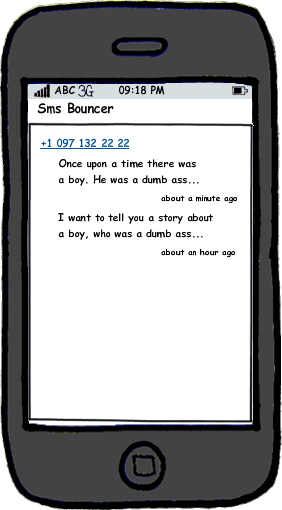 ABC 3G 09:18 PM
Sms Bouncer
+1 097 132 22 22
Once upon a time there was
a boy. He was a dumb ass...
about a minute ago
I want to tell you a story about
a boy, who was a dumb ass...
about an hour ago